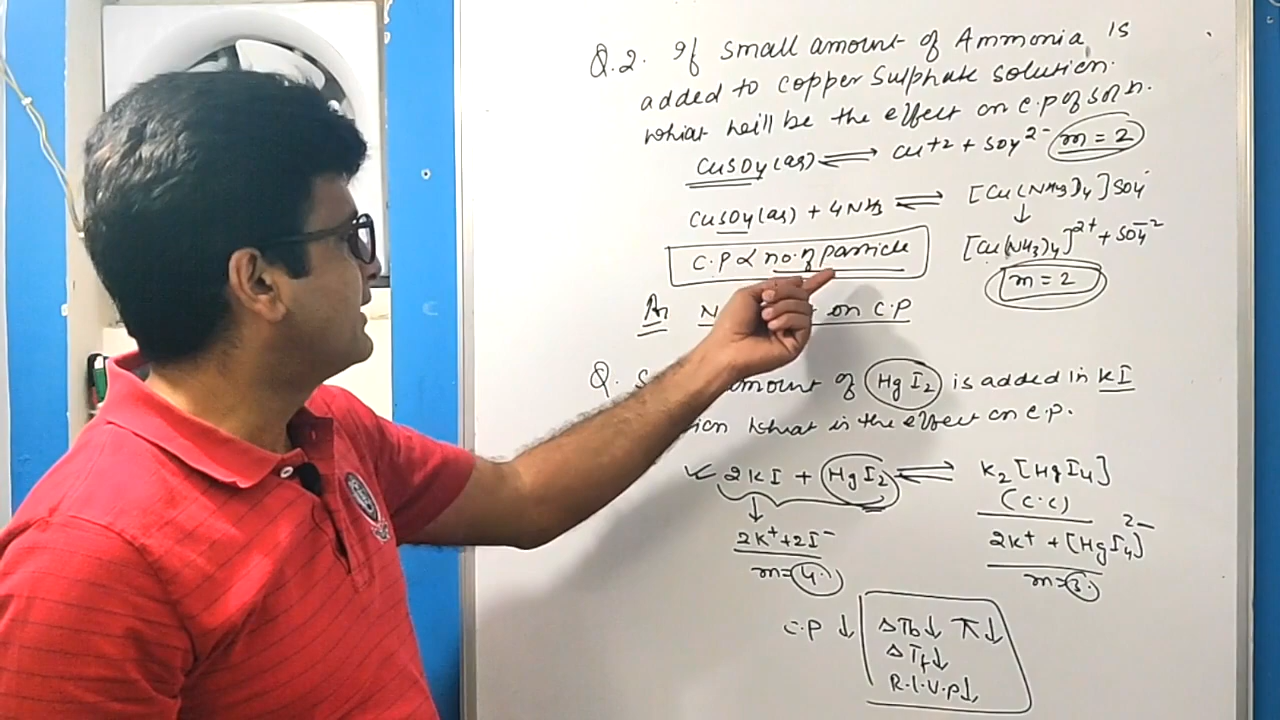 Q.2. If small amount of Ammonia is
added to copper sulphate solution.
what will be the effect on c.p of soln.
CuSO4(aq) ⇌ Cu+2 + SO4 2- m = 2
CuSO4(aq) + 4NH3 ⇌ [Cu(NH3)4]SO4
↓
[Cu(NH3)4]2+ + SO4-2
C.P ∝ no. of particle
m = 2
on C.P
Q. amount of HgI2 is added in KI
what is the effect on c.p.
✓ 2KI + HgI2 ⇌ K2[HgI4]
(C.C)
↓
2K+ + 2I-
2K+ + [HgI4]2-
m=4.
m=3.
C.P ↓
ΔTb↓ π↓
ΔTf↓
R.L.V.P↓